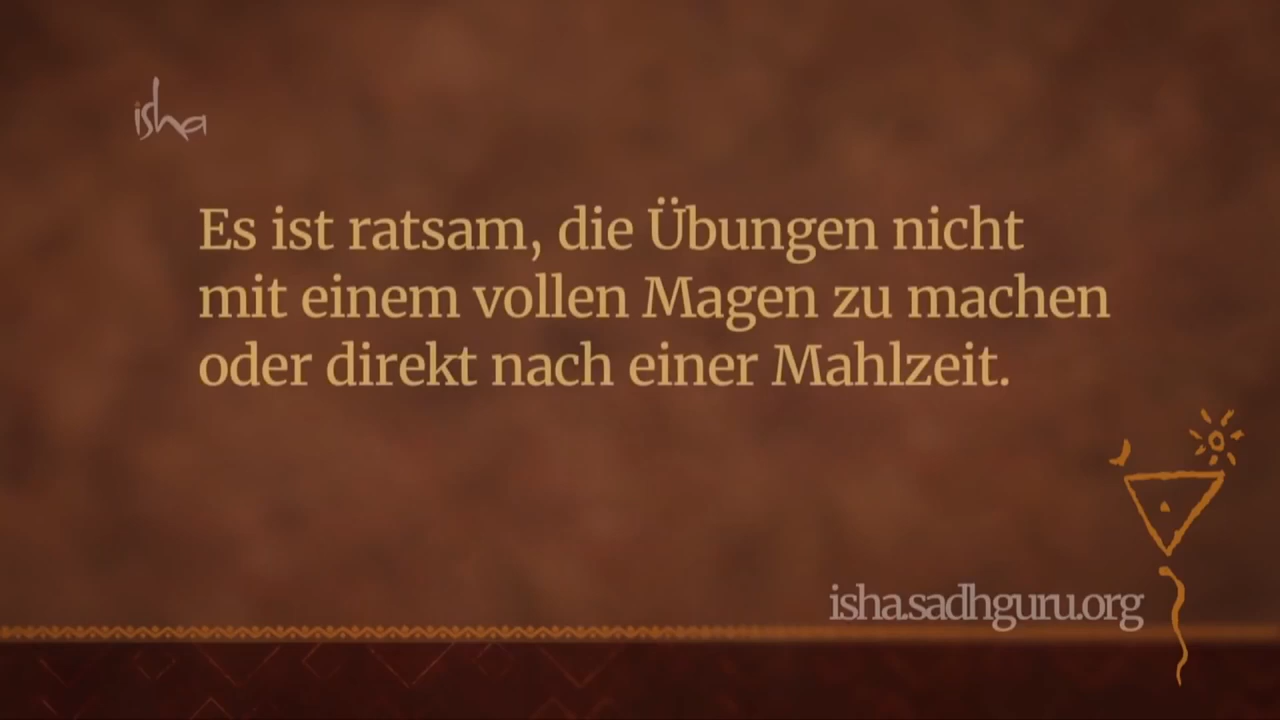 isha
Es ist ratsam, die Übungen nicht
mit einem vollen Magen zu machen
oder direkt nach einer Mahlzeit.
isha.sadhguru.org